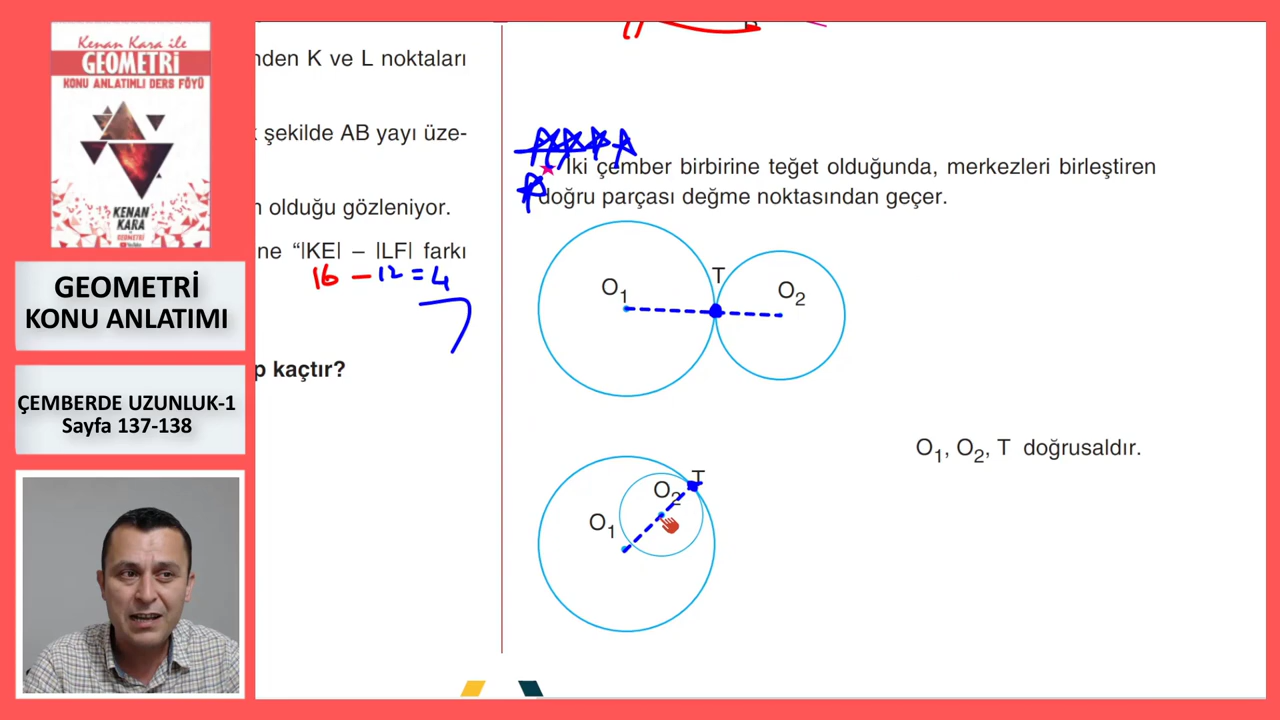 Kenan Kara ile
GEOMETRİ
KONU ANLATIMLI DERS FÖYÜ
KENAN
KARA
GEOMETRİ
GEOMETRİ
KONU ANLATIMI
ÇEMBERDE UZUNLUK-1
Sayfa 137-138
nden K ve L noktaları
şekilde AB yayı üze-
n olduğu gözleniyor.
ne “|KE| – |LF| farkı
16 – 12 = 4
p kaçtır?
İki çember birbirine teğet olduğunda, merkezleri birleştiren
doğru parçası değme noktasından geçer.
T
O1
O2
T
O2
O1
O1, O2, T doğrusaldır.